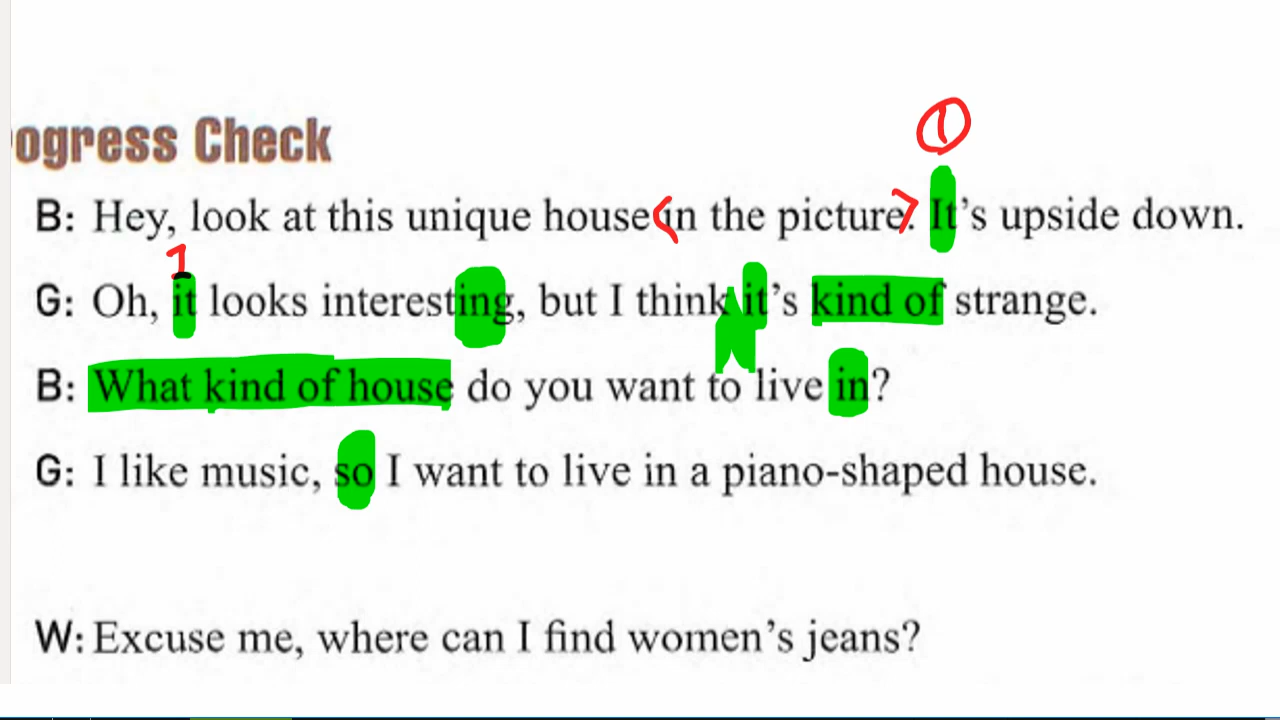 ogress Check
①
B: Hey, look at this unique house (in the picture). It's upside down.
1
G: Oh, it looks interesting, but I think it's kind of strange.
B: What kind of house do you want to live in?
G: I like music, so I want to live in a piano-shaped house.
W: Excuse me, where can I find women's jeans?